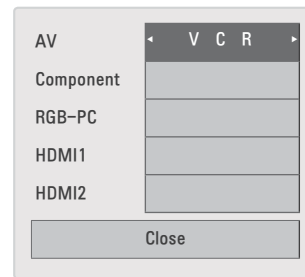 AV ◂ V C R ▸
Component
RGB-PC
HDMI1
HDMI2
Close